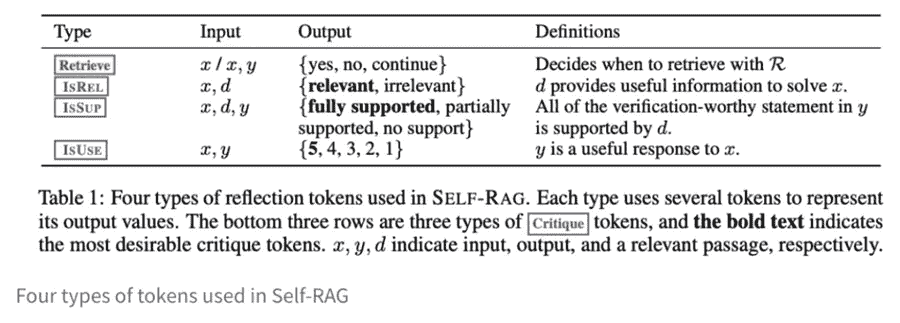 Type Input Output Definitions
Retrieve x / x, y {yes, no, continue} Decides when to retrieve with R
ISREL x, d {relevant, irrelevant} d provides useful information to solve x.
ISSUP x, d, y {fully supported, partially All of the verification-worthy statement in y
supported, no support} is supported by d.
ISUSE x, y {5, 4, 3, 2, 1} y is a useful response to x.
Table 1: Four types of reflection tokens used in SELF-RAG. Each type uses several tokens to represent
its output values. The bottom three rows are three types of Critique tokens, and the bold text indicates
the most desirable critique tokens. x, y, d indicate input, output, and a relevant passage, respectively.
Four types of tokens used in Self-RAG